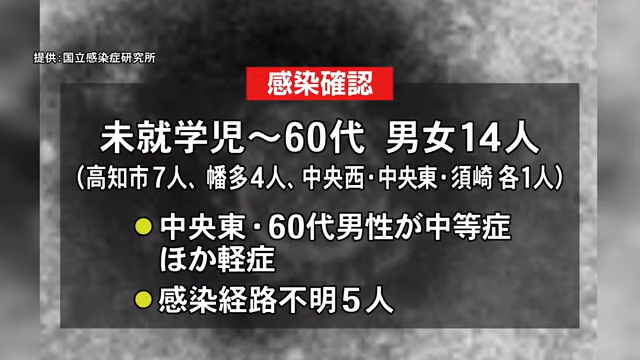 提供:国立感染症研究所
感染確認
未就学児～60代 男女14人
(高知市7人、幡多4人、中央西・中央東・須崎 各1人)
●中央東・60代男性が中等症
ほか軽症
●感染経路不明5人